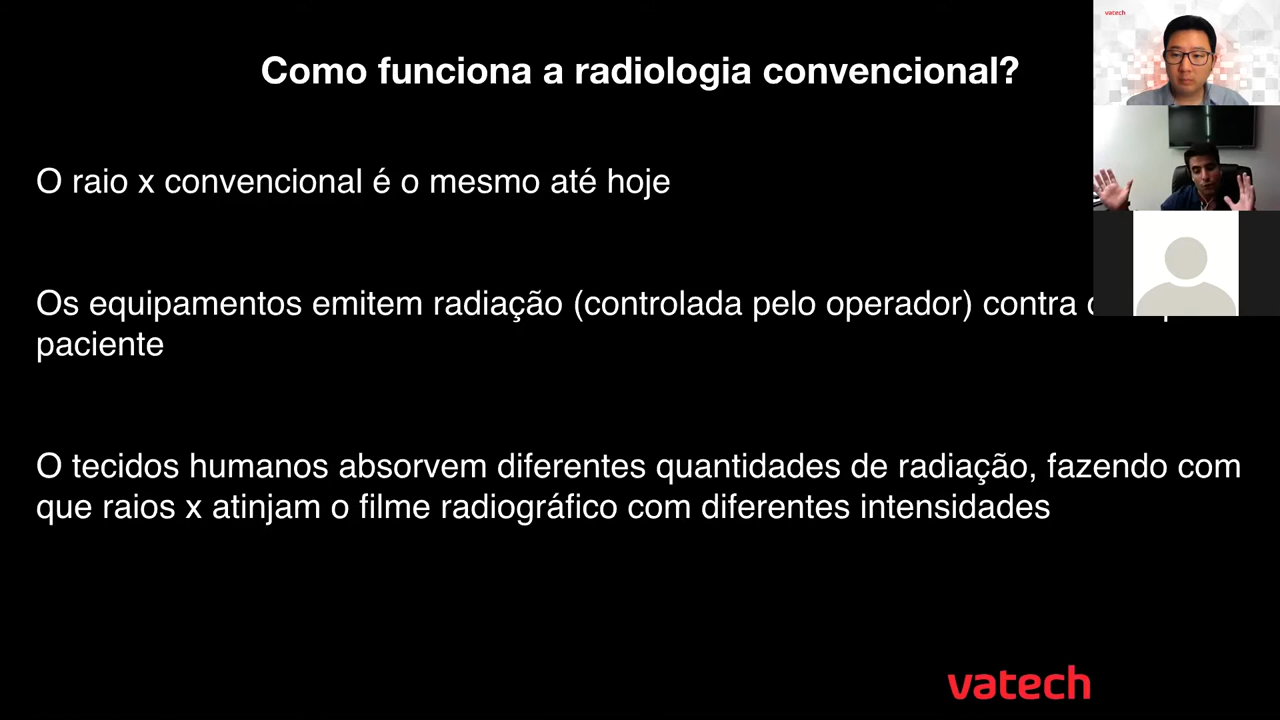 Como funciona a radiologia convencional?
O raio x convencional é o mesmo até hoje
Os equipamentos emitem radiação (controlada pelo operador) contra
paciente
O tecidos humanos absorvem diferentes quantidades de radiação, fazendo com
que raios x atinjam o filme radiográfico com diferentes intensidades
vatech
vatech